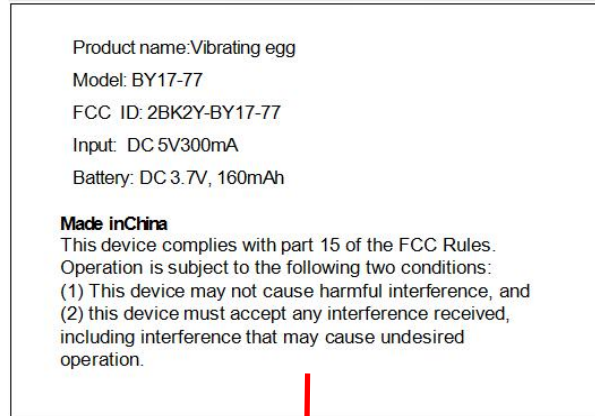 Product name:Vibrating egg
Model: BY17-77
FCC ID: 2BK2Y-BY17-77
Input: DC 5V300mA
Battery: DC 3.7V, 160mAh
Made inChina
This device complies with part 15 of the FCC Rules.
Operation is subject to the following two conditions:
(1) This device may not cause harmful interference, and
(2) this device must accept any interference received,
including interference that may cause undesired
operation.